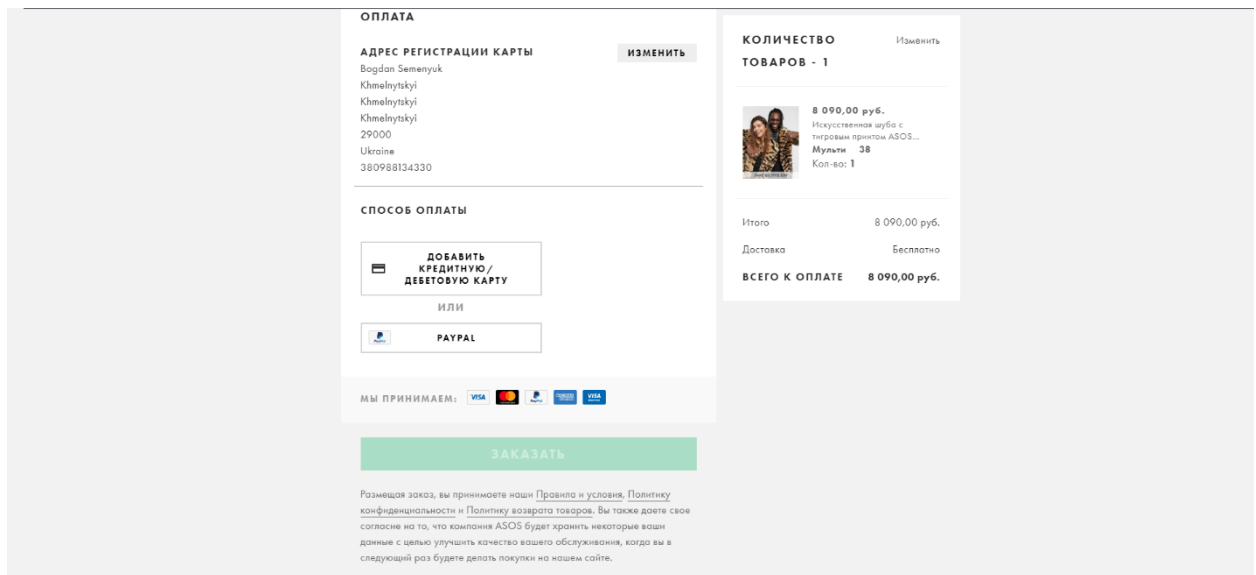 ОПЛАТА
АДРЕС РЕГИСТРАЦИИ КАРТЫ
ИЗМЕНИТЬ
Bogdan Semenyuk
Khmelnytskyi
Khmelnytskyi
Khmelnytskyi
29000
Ukraine
380988134330
СПОСОБ ОПЛАТЫ
ДОБАВИТЬ
КРЕДИТНУЮ/
ДЕБЕТОВУЮ КАРТУ
ИЛИ
PAYPAL
МЫ ПРИНИМАЕМ:
VISA
VISA
ЗАКАЗАТЬ
Размещая заказ, вы принимаете наши Правила и условия, Политику
конфиденциальности и Политику возврата товаров. Вы также даете свое
согласие на то, что компания ASOS будет хранить некоторые ваши
данные с целью улучшить качество вашего обслуживания, когда вы в
следующий раз будете делать покупки на нашем сайте.
КОЛИЧЕСТВО
ТОВАРОВ - 1
Изменить
8 090,00 руб.
Искусственная шуба с
тигровым принтом ASOS...
Мульти 38
Кол-во: 1
Итого 8 090,00 руб.
Доставка Бесплатно
ВСЕГО К ОПЛАТЕ 8 090,00 руб.